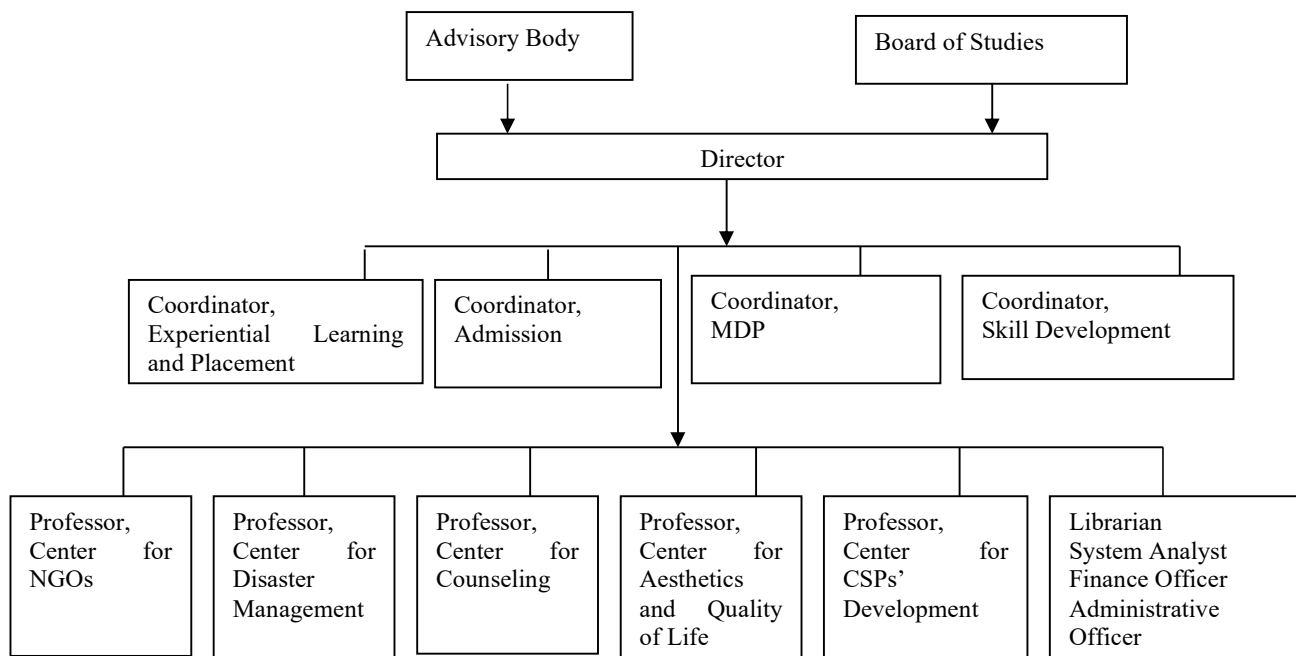 Advisory Body
Board of Studies
Director
Coordinator,
Experiential Learning
and Placement
Coordinator,
Admission
Coordinator,
MDP
Coordinator,
Skill Development
Professor,
Center for
NGOs
Professor,
Center for
Disaster
Management
Professor,
Center for
Counseling
Professor,
Center for
Aesthetics
and Quality
of Life
Professor,
Center for
CSPs’
Development
Librarian
System Analyst
Finance Officer
Administrative
Officer